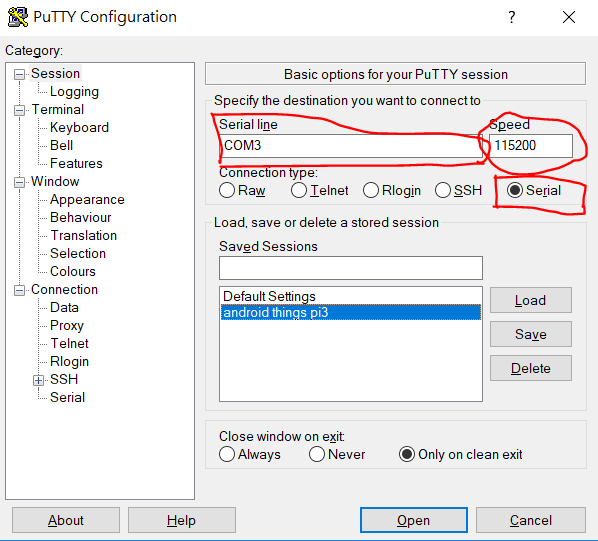 PuTTY Configuration
?
Category:
Session
Logging
Terminal
Keyboard
Bell
Features
Window
Appearance
Behaviour
Translation
Selection
Colours
Connection
Data
Proxy
Telnet
Rlogin
SSH
Serial
Basic options for your PuTTY session
Specify the destination you want to connect to
Serial line Speed
COM3 115200
Connection type:
Raw Telnet Rlogin SSH Serial
Load, save or delete a stored session
Saved Sessions
Default Settings
android things pi3
Load
Save
Delete
Close window on exit:
Always Never Only on clean exit
About Help Open Cancel